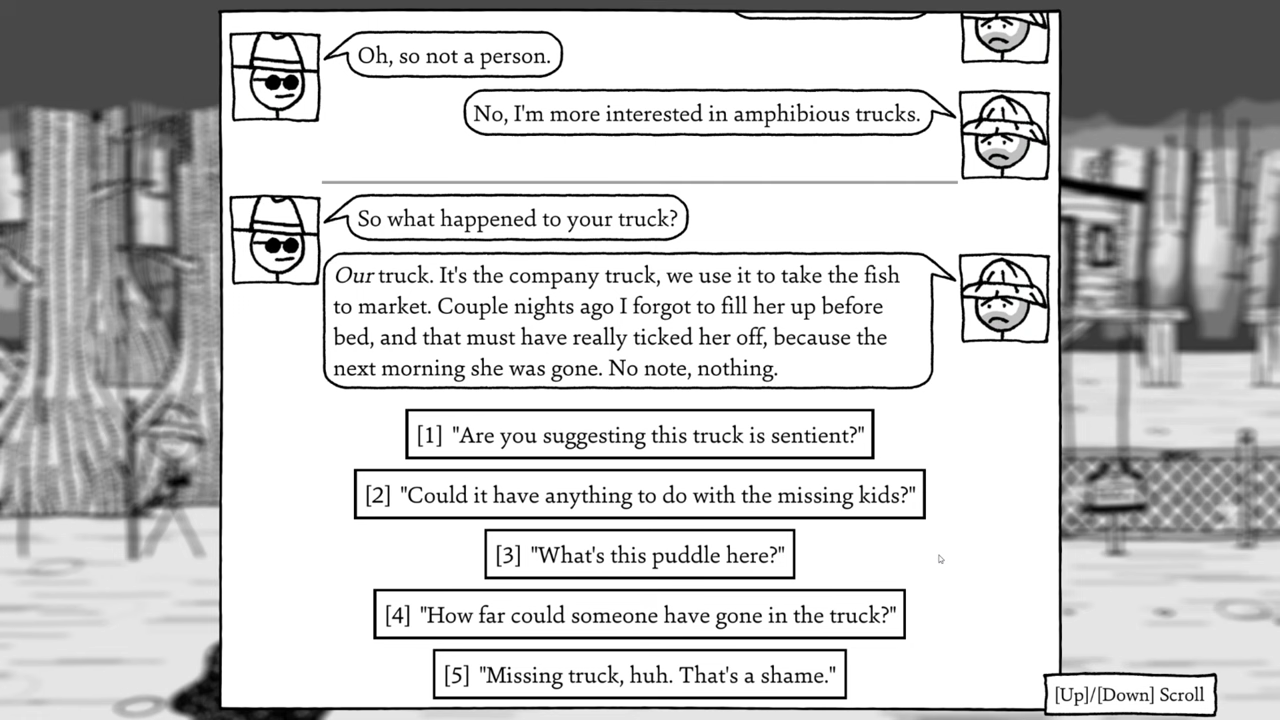 Oh, so not a person.
No, I'm more interested in amphibious trucks.
So what happened to your truck?
Our truck. It's the company truck, we use it to take the fish
to market. Couple nights ago I forgot to fill her up before
bed, and that must have really ticked her off, because the
next morning she was gone. No note, nothing.
[1] "Are you suggesting this truck is sentient?"
[2] "Could it have anything to do with the missing kids?"
[3] "What's this puddle here?"
[4] "How far could someone have gone in the truck?"
[5] "Missing truck, huh. That's a shame."
[Up]/[Down] Scroll